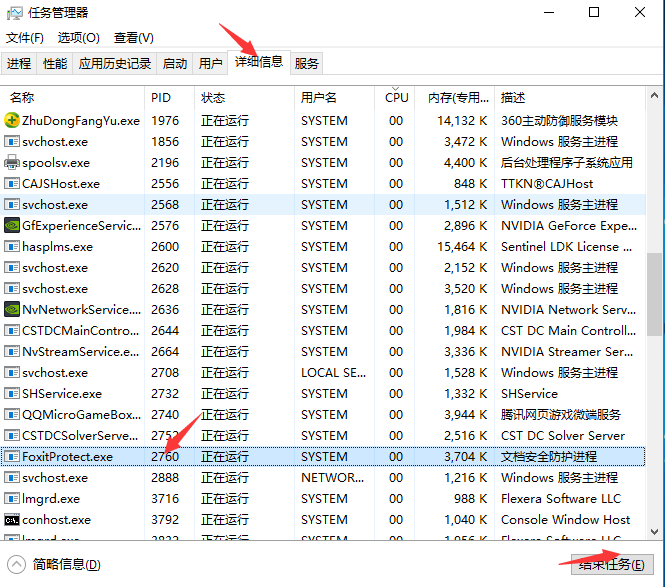 任务管理器
文件(F) 选项(O) 查看(V)
进程 性能 应用历史记录 启动 用户 详细信息 服务
名称 PID 状态 用户名 CPU 内存(专用... 描述
ZhuDongFangYu.exe 1976 正在运行 SYSTEM 00 14,132 K 360主动防御服务模块
svchost.exe 1856 正在运行 SYSTEM 00 3,472 K Windows 服务主进程
spoolsv.exe 2196 正在运行 SYSTEM 00 4,400 K 后台处理程序子系统应用
CAJSHost.exe 2556 正在运行 SYSTEM 00 848 K TTKN®CAJHost
svchost.exe 2568 正在运行 SYSTEM 00 1,512 K Windows 服务主进程
GfExperienceServic... 2576 正在运行 SYSTEM 00 2,896 K NVIDIA GeForce Expe...
hasplms.exe 2600 正在运行 SYSTEM 00 15,464 K Sentinel LDK License ...
svchost.exe 2620 正在运行 SYSTEM 00 2,152 K Windows 服务主进程
svchost.exe 2628 正在运行 SYSTEM 00 3,520 K Windows 服务主进程
NvNetworkService.... 2636 正在运行 SYSTEM 00 1,816 K NVIDIA Network Serv...
CSTDCMainContro... 2644 正在运行 SYSTEM 00 1,984 K CST DC Main Controll...
NvStreamService.e... 2664 正在运行 SYSTEM 00 3,336 K NVIDIA Streamer Ser...
svchost.exe 2708 正在运行 LOCAL SE... 00 1,528 K Windows 服务主进程
SHService.exe 2732 正在运行 SYSTEM 00 1,332 K SHService
QQMicroGameBox... 2740 正在运行 SYSTEM 00 3,944 K 腾讯网页游戏微端服务
CSTDCSolverServe... 2752 正在运行 SYSTEM 00 2,516 K CST DC Solver Server
FoxitProtect.exe 2760 正在运行 SYSTEM 00 3,704 K 文档安全防护进程
svchost.exe 2888 正在运行 NETWOR... 00 1,216 K Windows 服务主进程
lmgrd.exe 3716 正在运行 SYSTEM 00 988 K Flexera Software LLC
conhost.exe 3792 正在运行 SYSTEM 00 1,040 K Console Window Host
lmgrd.exe 正在运行 SYSTEM 00 1,956 K Flexera Software LLC
简略信息(D) 结束任务(E)